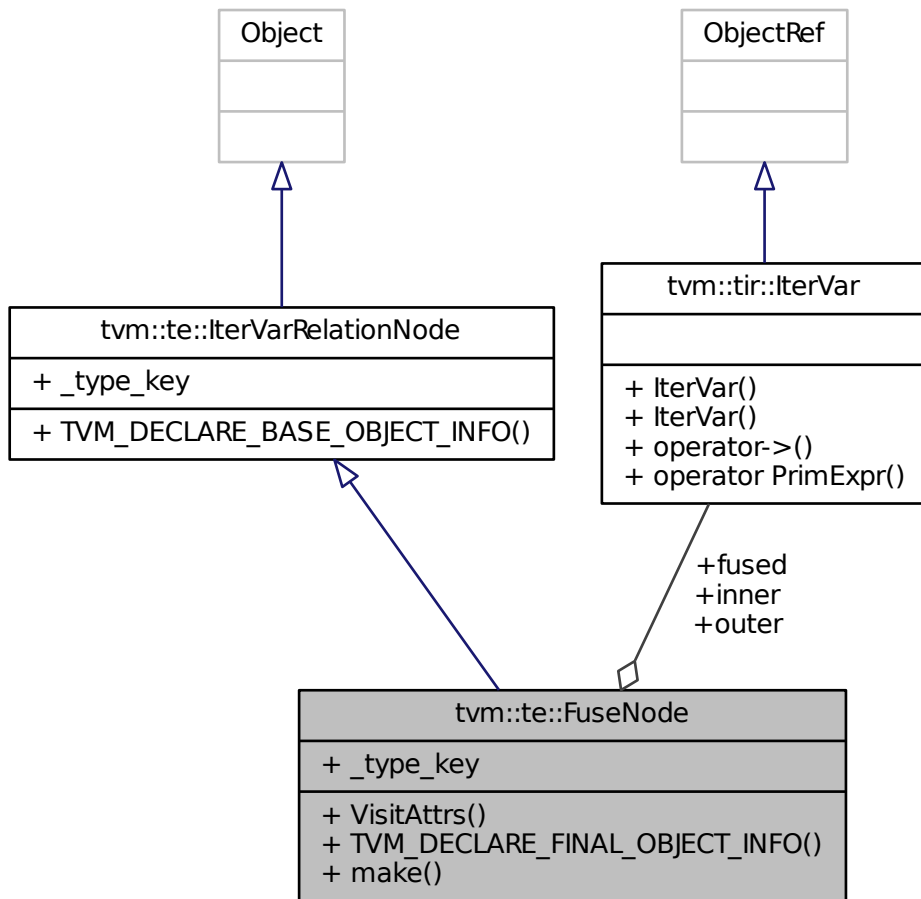 Object
ObjectRef
tvm::te::IterVarRelationNode
+ _type_key
+ TVM_DECLARE_BASE_OBJECT_INFO()
tvm::tir::IterVar
+ IterVar()
+ IterVar()
+ operator->()
+ operator PrimExpr()
+fused
+inner
+outer
tvm::te::FuseNode
+ _type_key
+ VisitAttrs()
+ TVM_DECLARE_FINAL_OBJECT_INFO()
+ make()